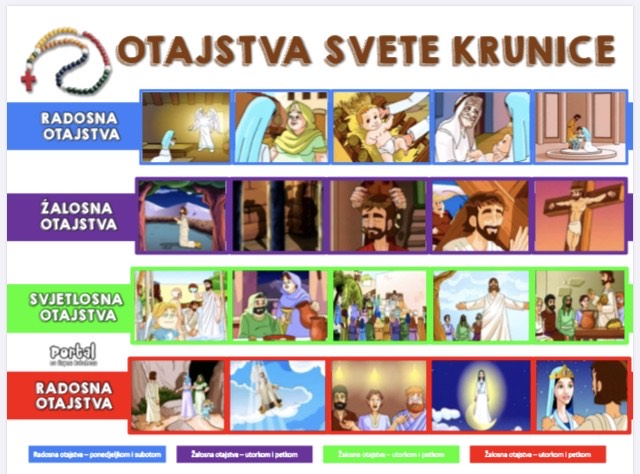 OTAJSTVA SVETE KRUNICE
RADOSNA
OTAJSTVA
ŽALOSNA
OTAJSTVA
SVJETLOSNA
OTAJSTVA
portal
RADOSNA
OTAJSTVA
Radosna otajstva – ponedjeljkom i subotom
Žalosna otajstva – utorkom i petkom
Žalosna otajstva – utorkom i petkom
Žalosna otajstva – utorkom i petkom